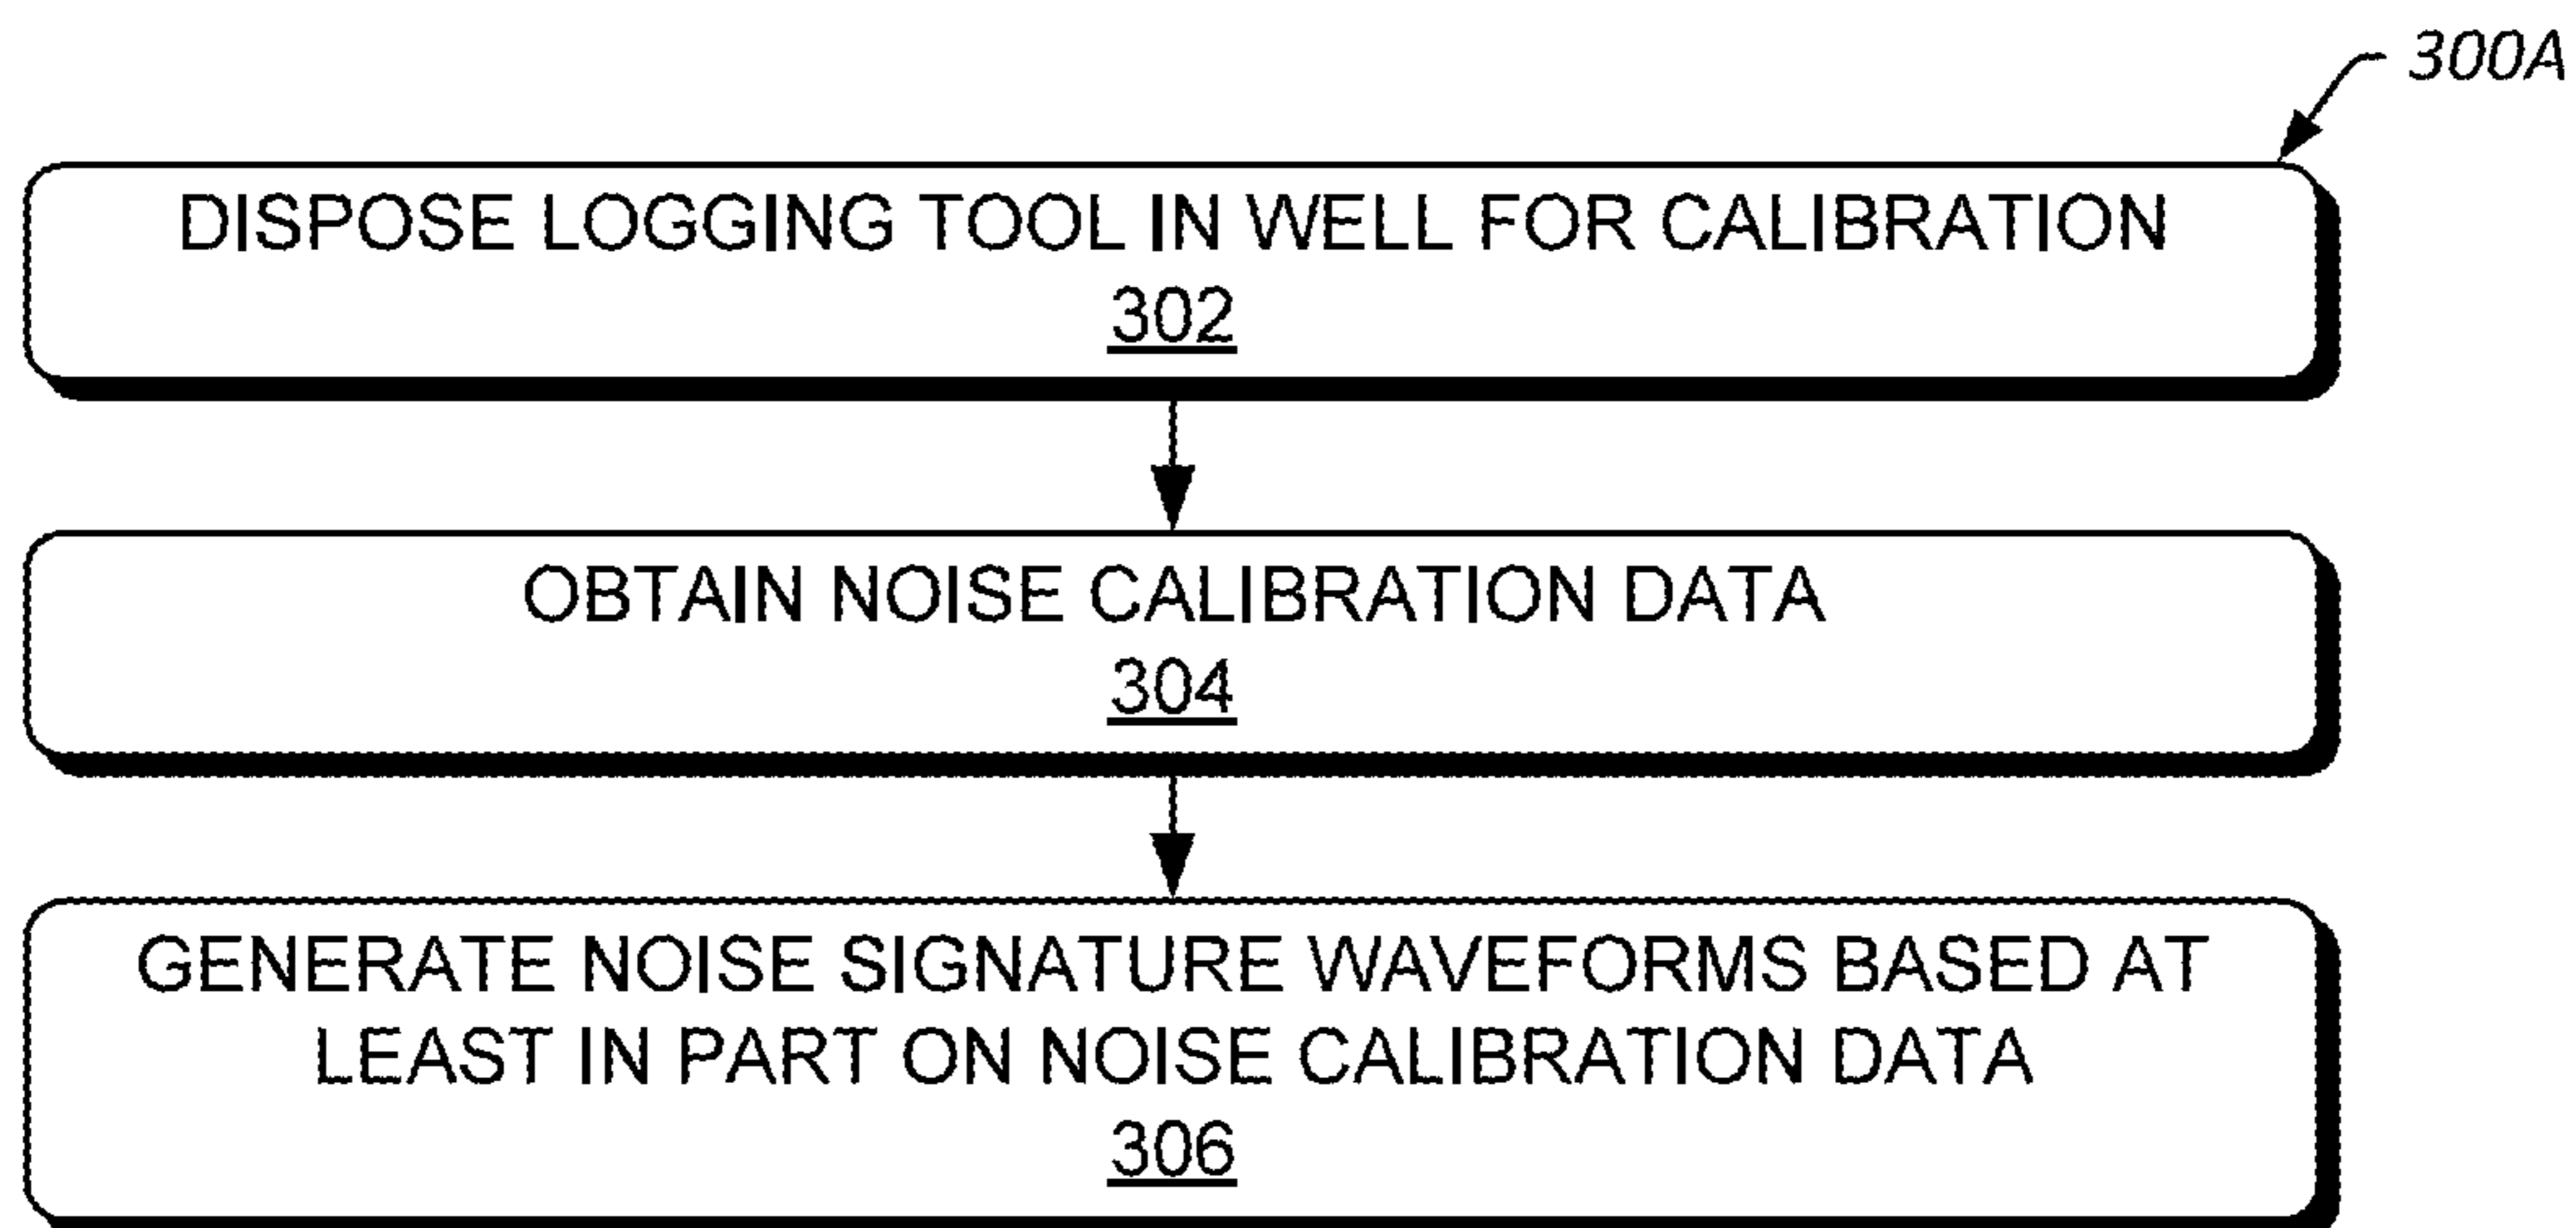 300A
DISPOSE LOGGING TOOL IN WELL FOR CALIBRATION
302
OBTAIN NOISE CALIBRATION DATA
304
GENERATE NOISE SIGNATURE WAVEFORMS BASED AT
LEAST IN PART ON NOISE CALIBRATION DATA
306